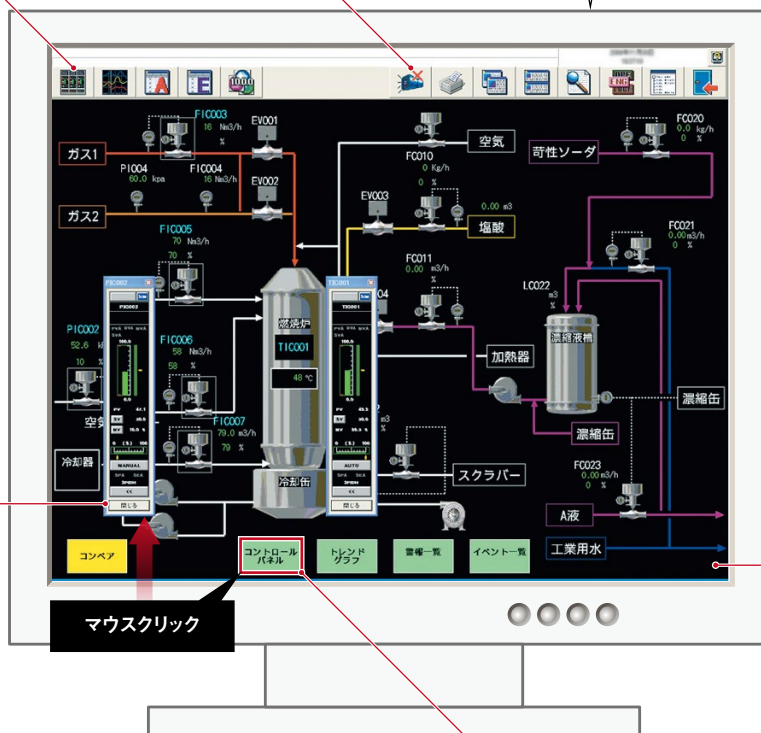 ENG
FIC003
16 Nm3/h
%
EV001
ガス1
PI004
60.0 kpa
FIC004
16 Nm3/h
EV002
ガス2
空気
FC010
0 Kg/h
0 %
EV003
0.00 m3
塩酸
苛性ソーダ
FC020
0.0 kg/h
0 %
FIC005
70 Nm3/h
70 %
FC011
0.00 m3/h
%
FC021
0.00 m3/h
0 %
LC022
m3
%
PIC002
TIC001
PIC002
TIC001
燃焼炉
TIC001
48 ℃
濃縮液槽
PIC002
52.6
10 %
FIC006
58 Nm3/h
58 %
加熱器
濃縮缶
濃縮缶
FIC007
79.0 m3/h
79 %
冷却器
MANUAL
AUTO
<<
<<
閉じる
閉じる
冷却缶
スクラバー
FC023
0.00 m3/h
0 %
A液
工業用水
コンベア
コントロール
パネル
トレンド
グラフ
警報一覧
イベント一覧
マウスクリック